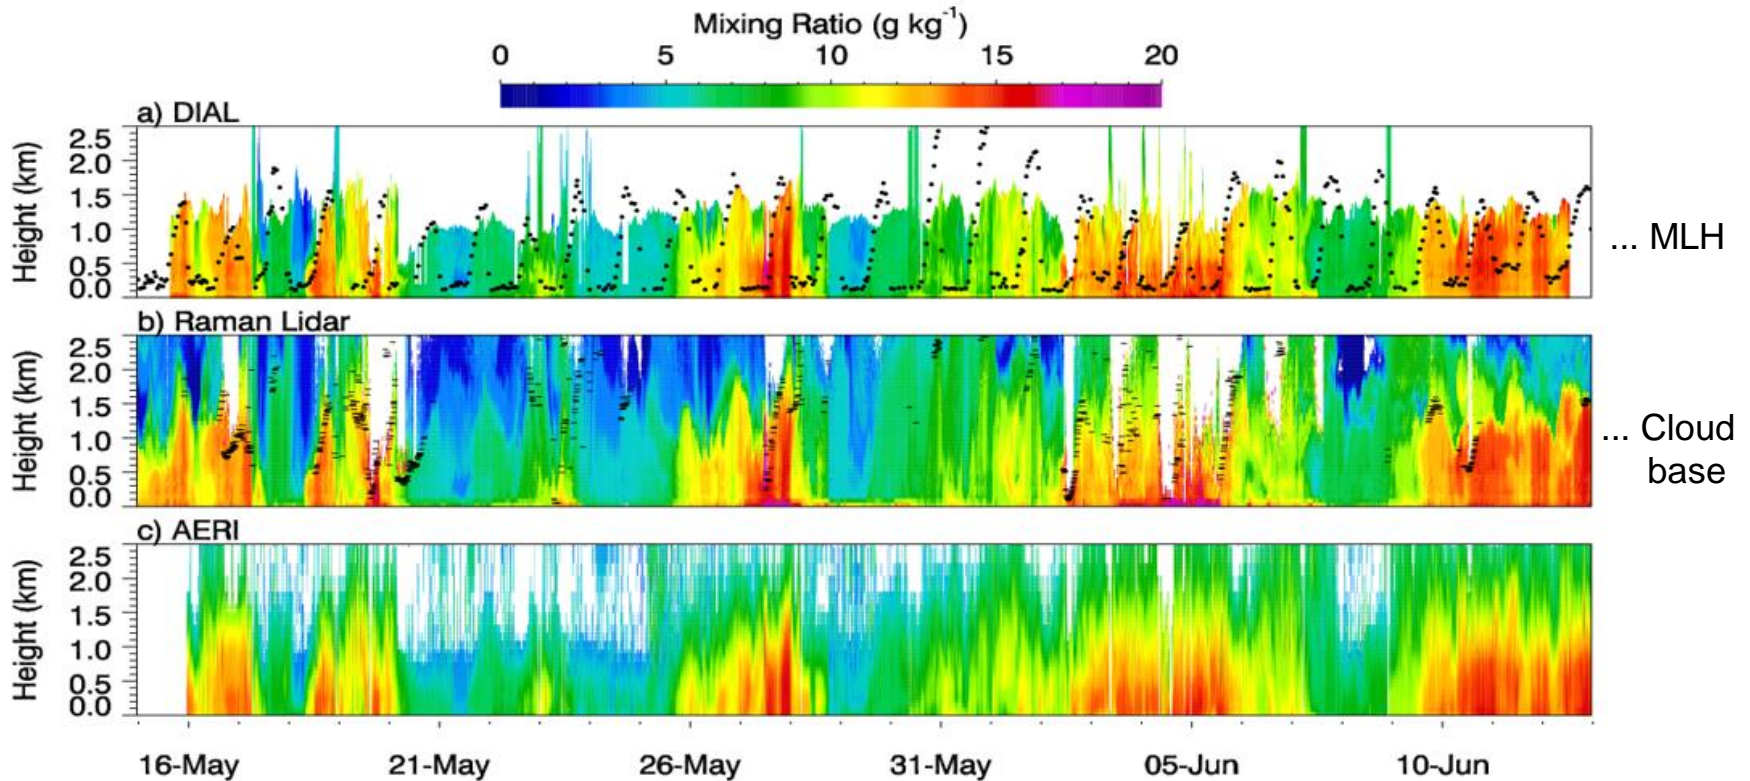 Mixing Ratio (g kg⁻¹)
0 5 10 15 20
a) DIAL
Height (km)
2.5
2.0
1.5
1.0
0.5
0.0
... MLH
b) Raman Lidar
Height (km)
2.5
2.0
1.5
1.0
0.5
0.0
... Cloud
base
c) AERI
Height (km)
2.5
2.0
1.5
1.0
0.5
0.0
16-May 21-May 26-May 31-May 05-Jun 10-Jun